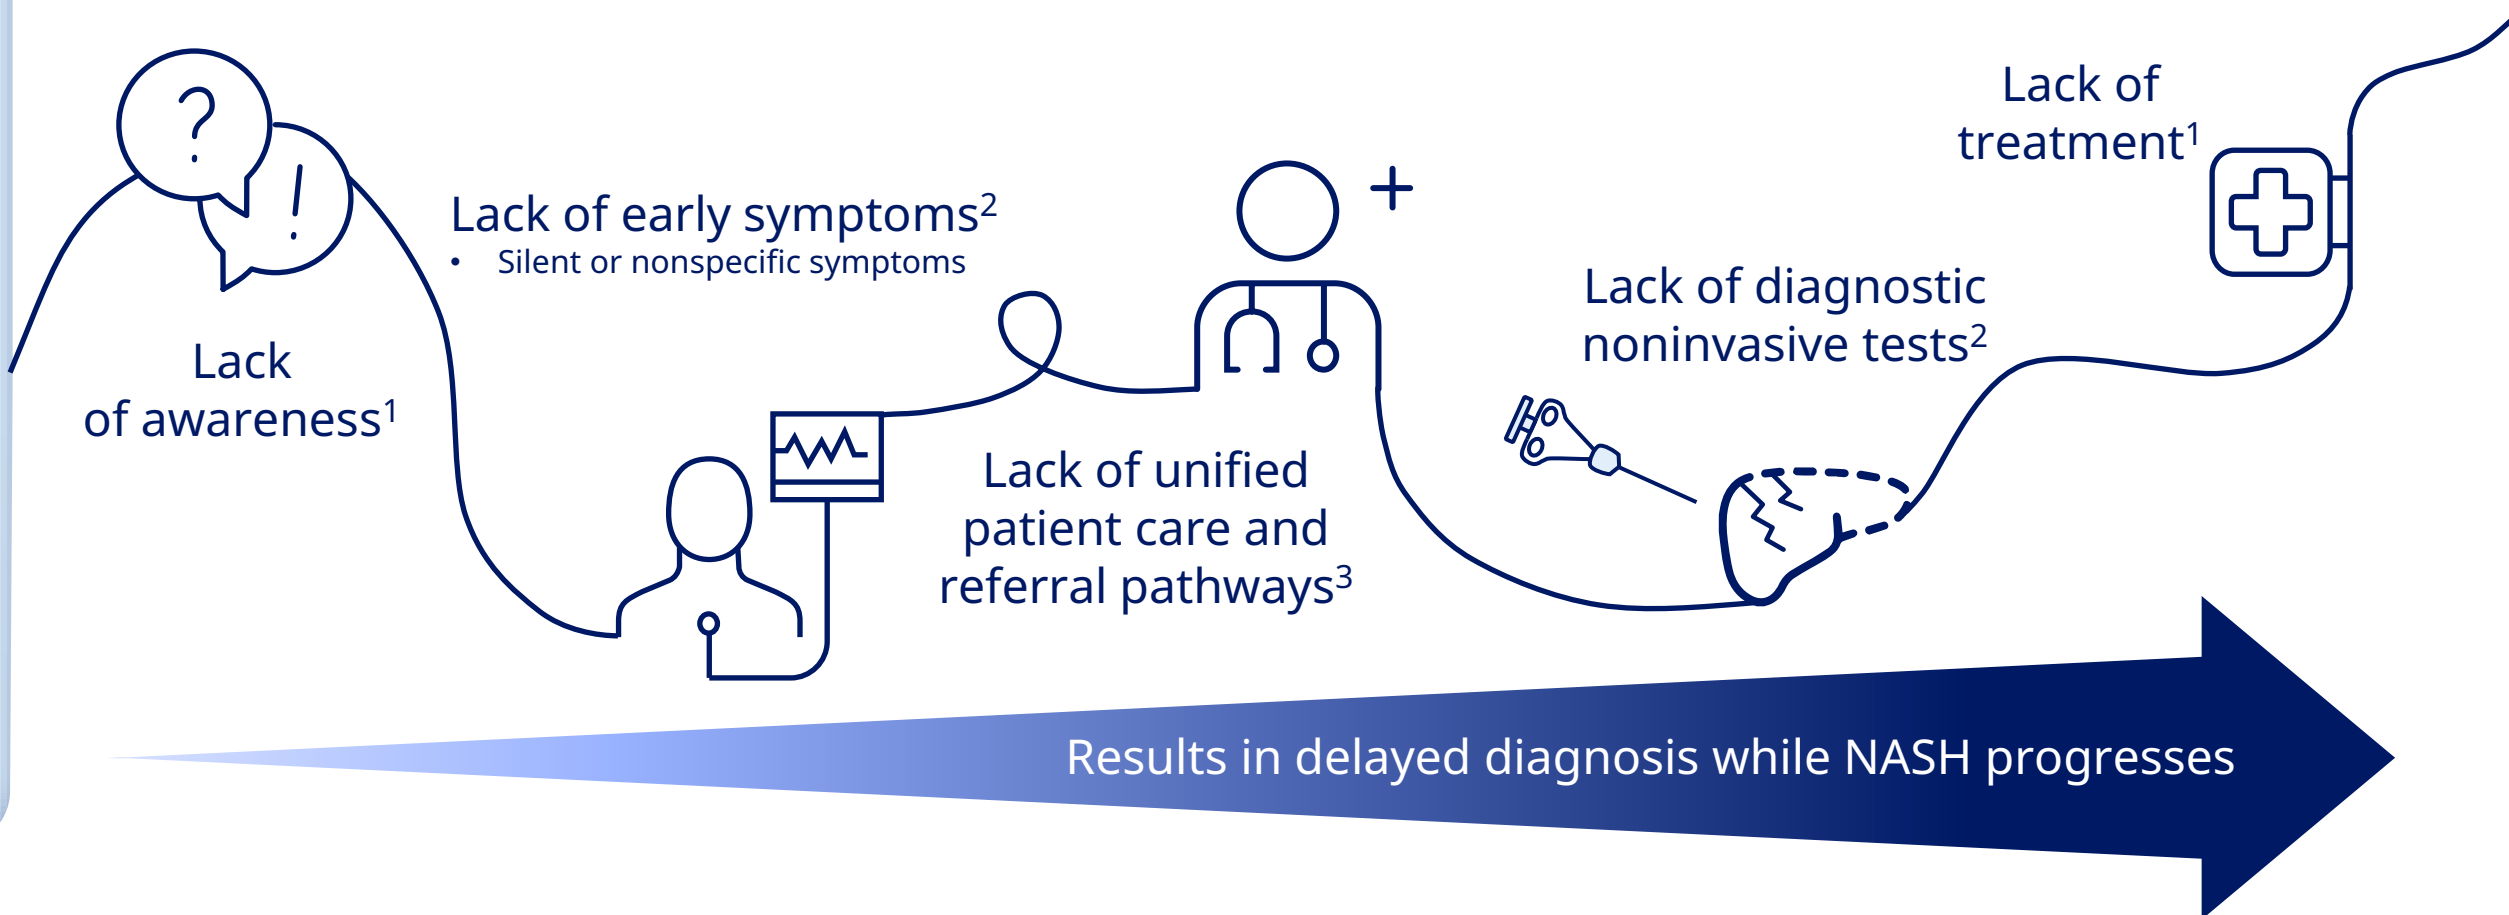 Lack
of awareness¹
Lack of early symptoms²
• Silent or nonspecific symptoms
Lack of unified
patient care and
referral pathways³
Lack of diagnostic
noninvasive tests²
Lack of
treatment¹
Results in delayed diagnosis while NASH progresses